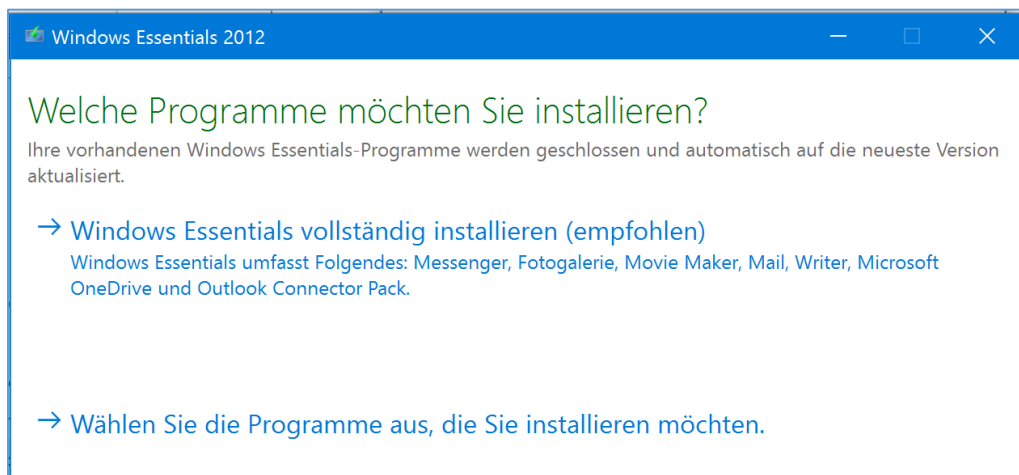 Windows Essentials 2012
Welche Programme möchten Sie installieren?
Ihre vorhandenen Windows Essentials-Programme werden geschlossen und automatisch auf die neueste Version
aktualisiert.
Windows Essentials vollständig installieren (empfohlen)
Windows Essentials umfasst Folgendes: Messenger, Fotogalerie, Movie Maker, Mail, Writer, Microsoft
OneDrive und Outlook Connector Pack.
Wählen Sie die Programme aus, die Sie installieren möchten.